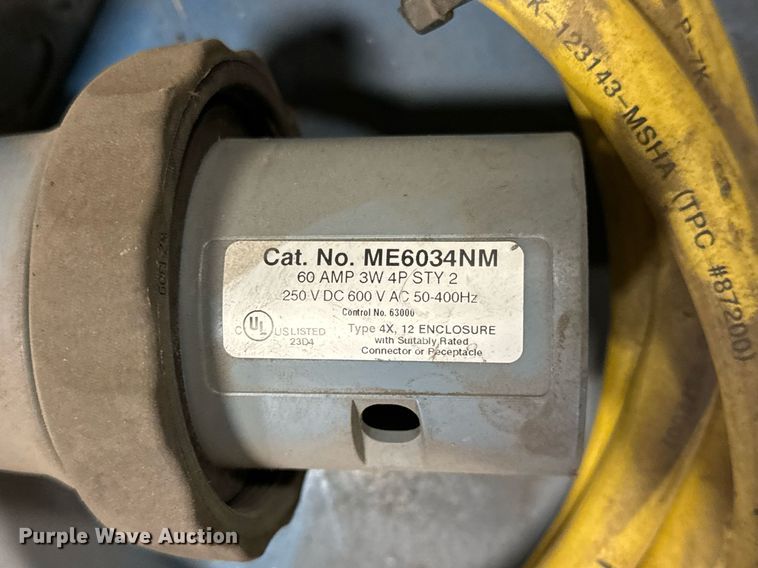 Cat. No. ME6034NM
60 AMP 3W 4P STY 2
250 V DC 600 V AC 50-400Hz
Control No. 63000
C UL US LISTED
23D4
Type 4X, 12 ENCLOSURE
with Suitably Rated
Connector or Receptacle
K-123143-MSHA (TPC #87200)
P-7K
Purple Wave Auction